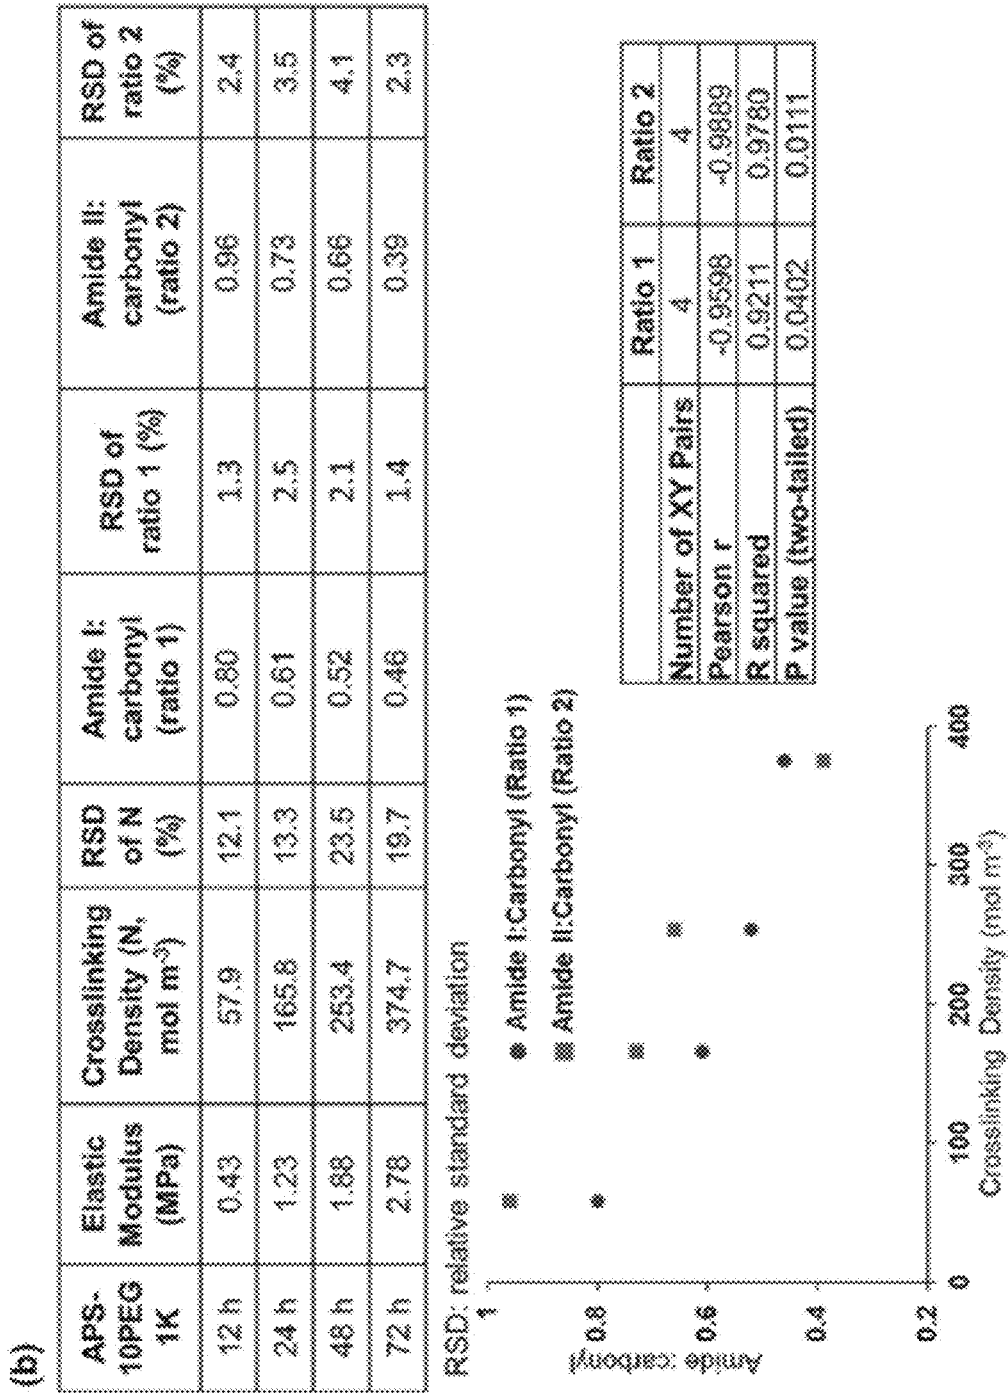 (b)
APS-10PEG 1K | Elastic Modulus (MPa) | Crosslinking Density (N, mol m-3) | RSD of N (%) | Amide I: carbonyl (ratio 1) | RSD of ratio 1 (%) | Amide II: carbonyl (ratio 2) | RSD of ratio 2 (%)
12 h | 0.43 | 57.9 | 12.1 | 0.80 | 1.3 | 0.96 | 2.4
24 h | 1.23 | 165.8 | 13.3 | 0.61 | 2.5 | 0.73 | 3.5
48 h | 1.88 | 253.4 | 23.5 | 0.52 | 2.1 | 0.66 | 4.1
72 h | 2.78 | 374.7 | 19.7 | 0.46 | 1.4 | 0.39 | 2.3
RSD: relative standard deviation
Amide I:Carbonyl (Ratio 1)
Amide II:Carbonyl (Ratio 2)
Amide :carbonyl
1
0.8
0.6
0.4
0.2
0 100 200 300 400
Crosslinking Density (mol m-3)
Ratio 1 | Ratio 2
Number of XY Pairs | 4 | 4
Pearson r | -0.9598 | -0.9889
R squared | 0.9211 | 0.9780
P value (two-tailed) | 0.0402 | 0.0111